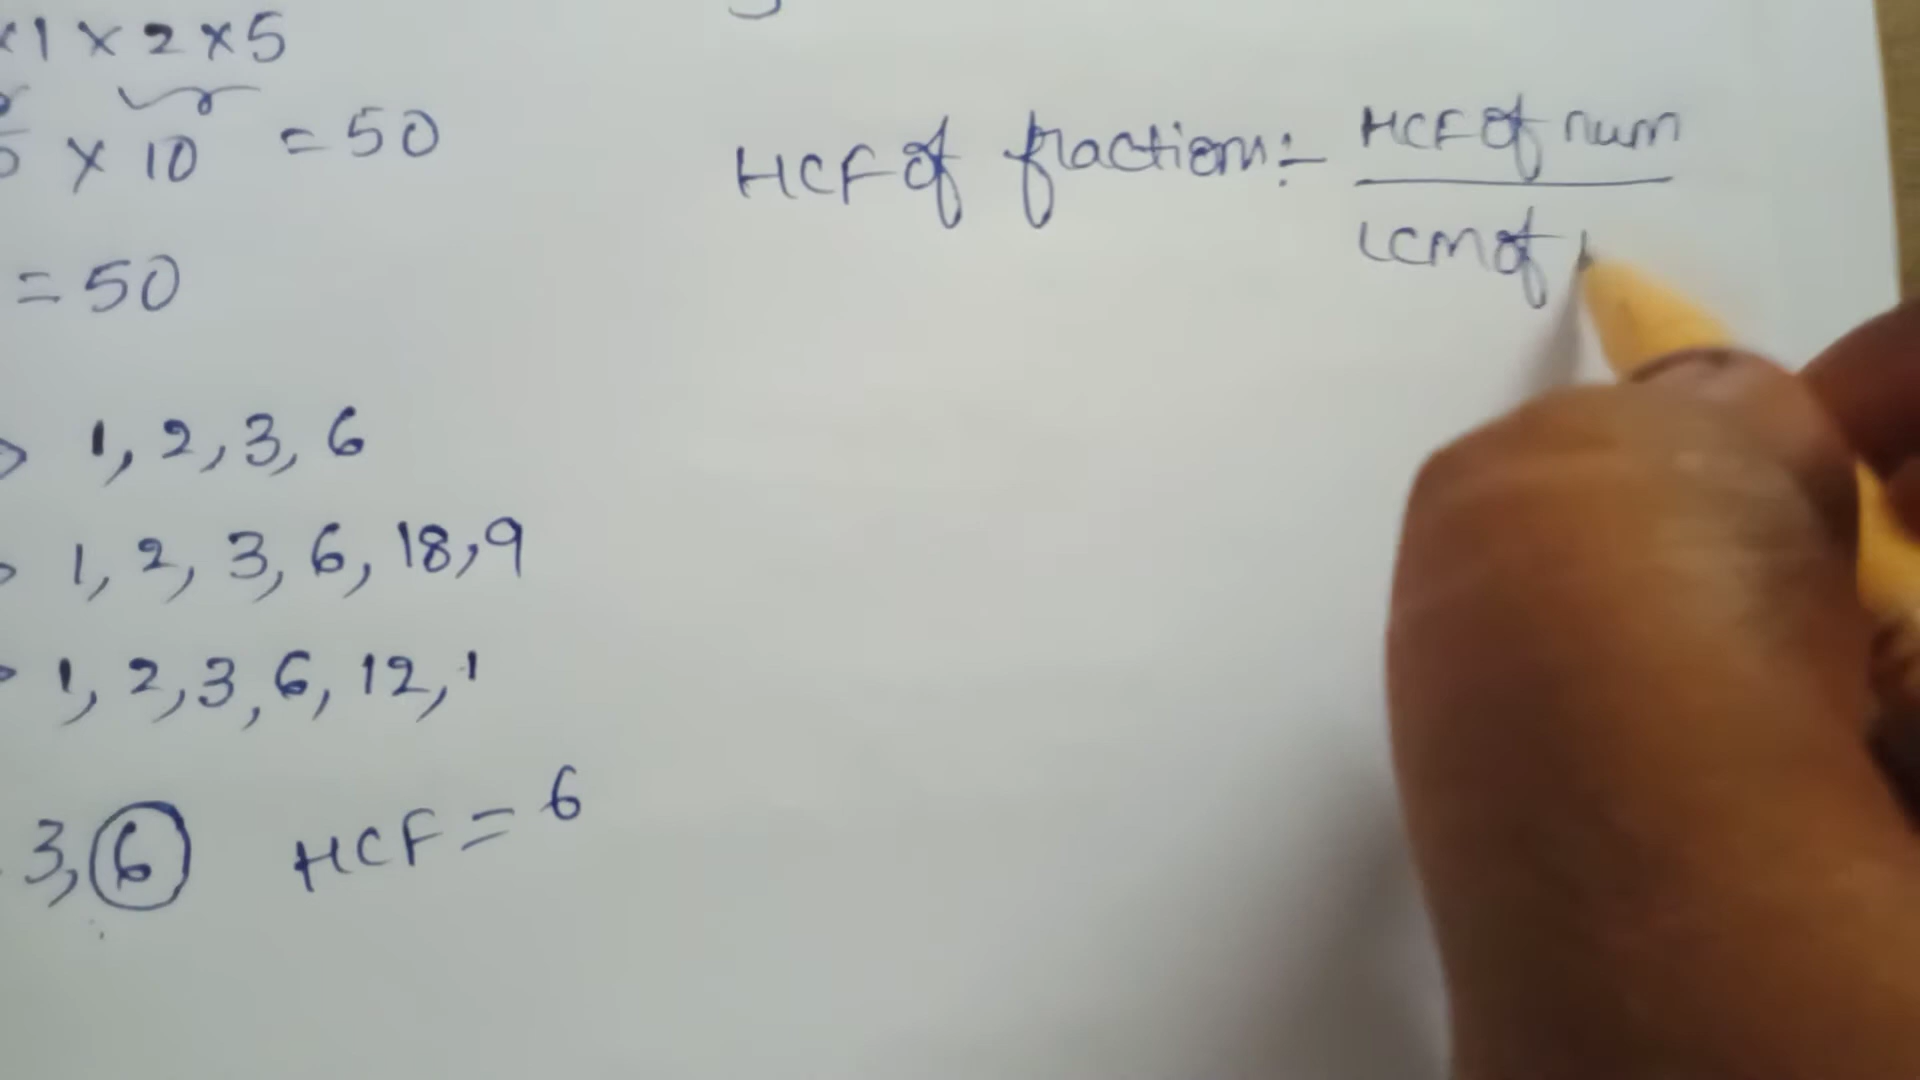 ×1 × 2 ×5
× 10 = 50
= 50
1, 2, 3, 6
1, 2, 3, 6, 18, 9
1, 2, 3, 6, 12, 1
3, 6 HCF = 6
HCF of fractions:-
HCF of num
LCM of